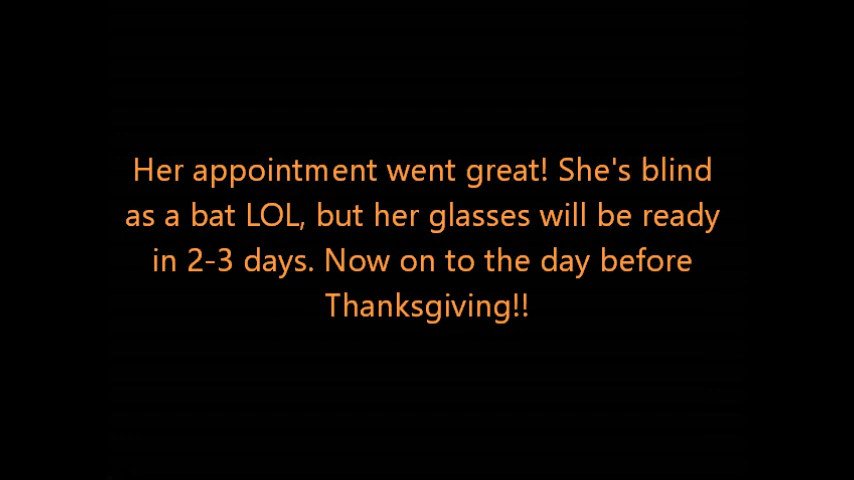 Her appointment went great! She's blind
as a bat LOL, but her glasses will be ready
in 2-3 days. Now on to the day before
Thanksgiving!!